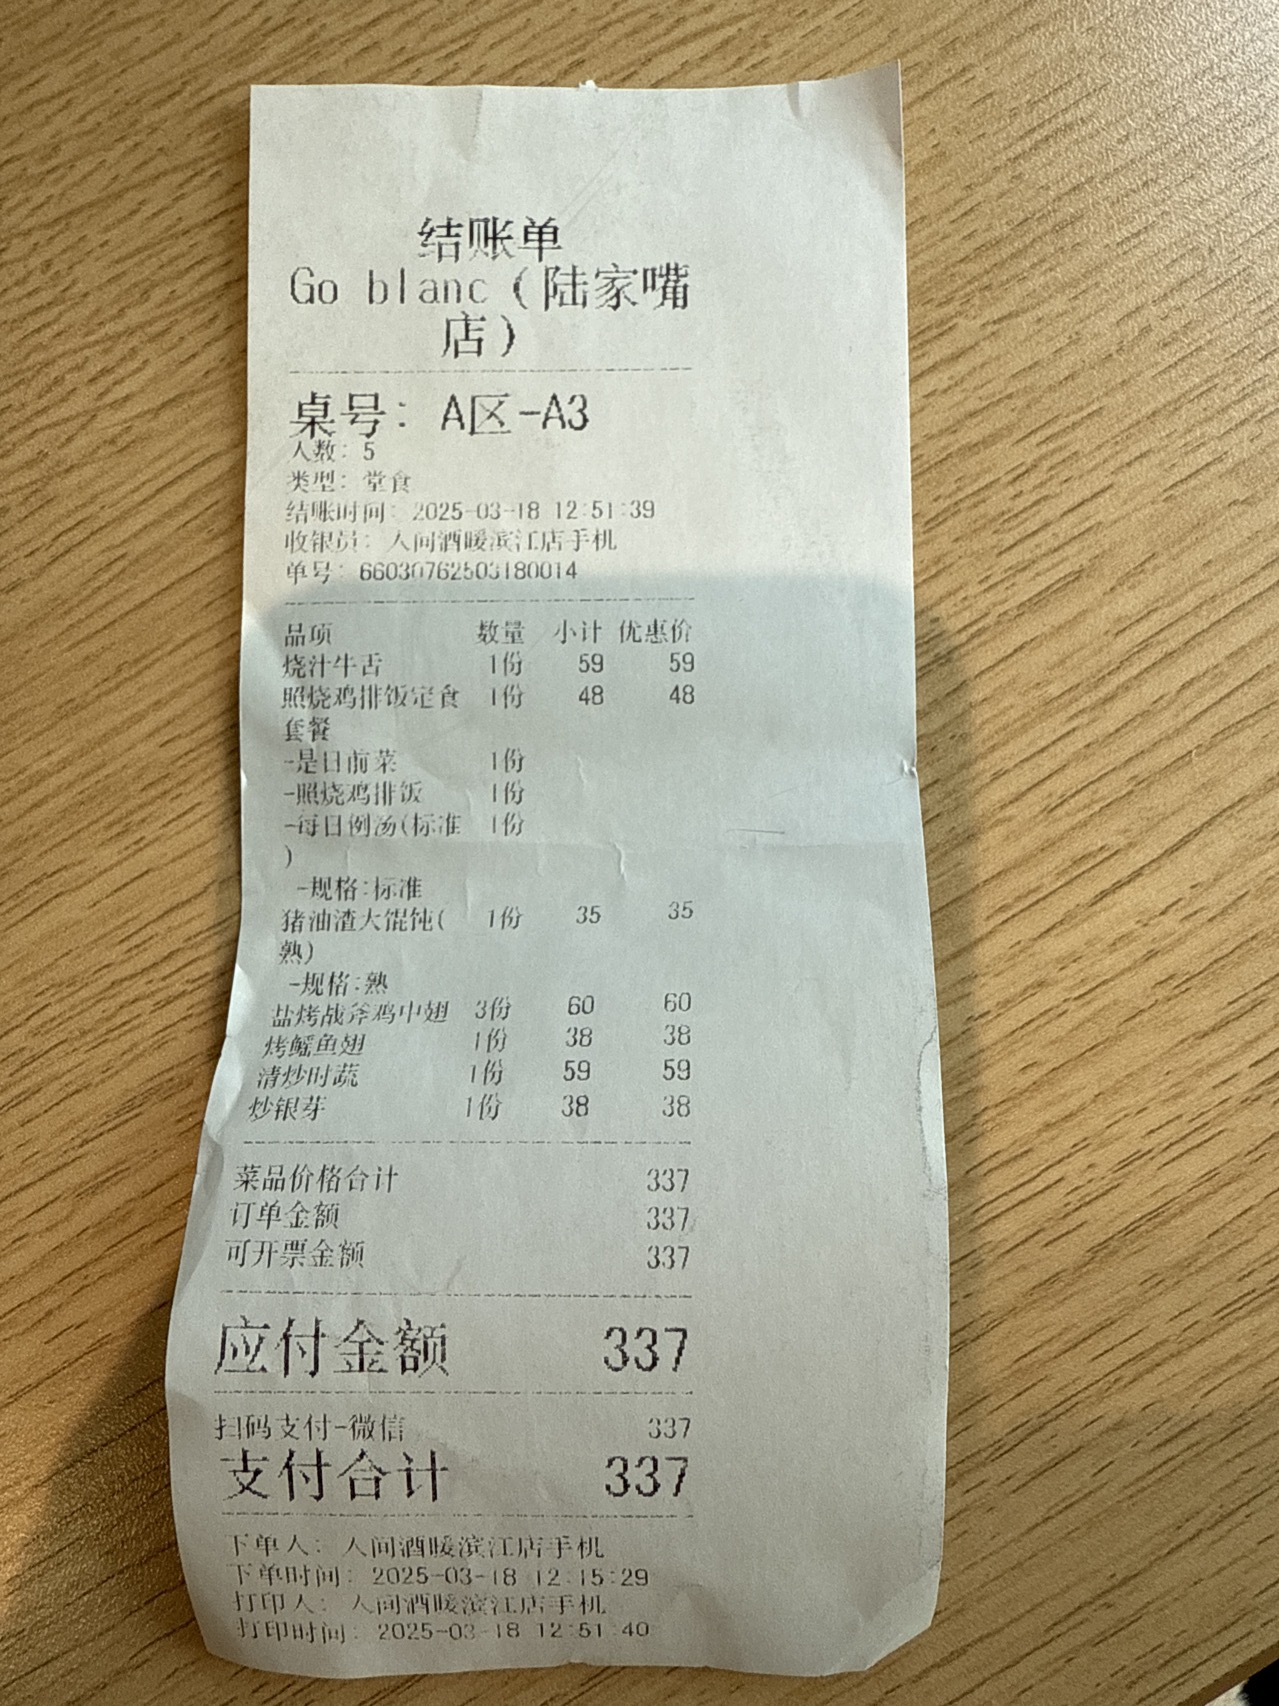 结账单
Go blanc(陆家嘴
店)
桌号: A区-A3
人数: 5
类型: 堂食
结账时间: 2025-03-18 12:51:39
收银员: 人间酒暖滨江店手机
单号: 66030762503180014
品项 数量 小计 优惠价
烧汁牛舌 1份 59 59
照烧鸡排饭定食 1份 48 48
套餐
-是日前菜 1份
-照烧鸡排饭 1份
-每日例汤(标准 1份
)
-规格:标准
猪油渣大馄饨( 1份 35 35
熟)
-规格:熟
盐烤战斧鸡中翅 3份 60 60
烤鳐鱼翅 1份 38 38
清炒时蔬 1份 59 59
炒银芽 1份 38 38
菜品价格合计 337
订单金额 337
可开票金额 337
应付金额 337
扫码支付-微信 337
支付合计 337
下单人: 人间酒暖滨江店手机
下单时间: 2025-03-18 12:15:29
打印人: 人间酒暖滨江店手机
打印时间: 2025-03-18 12:51:40